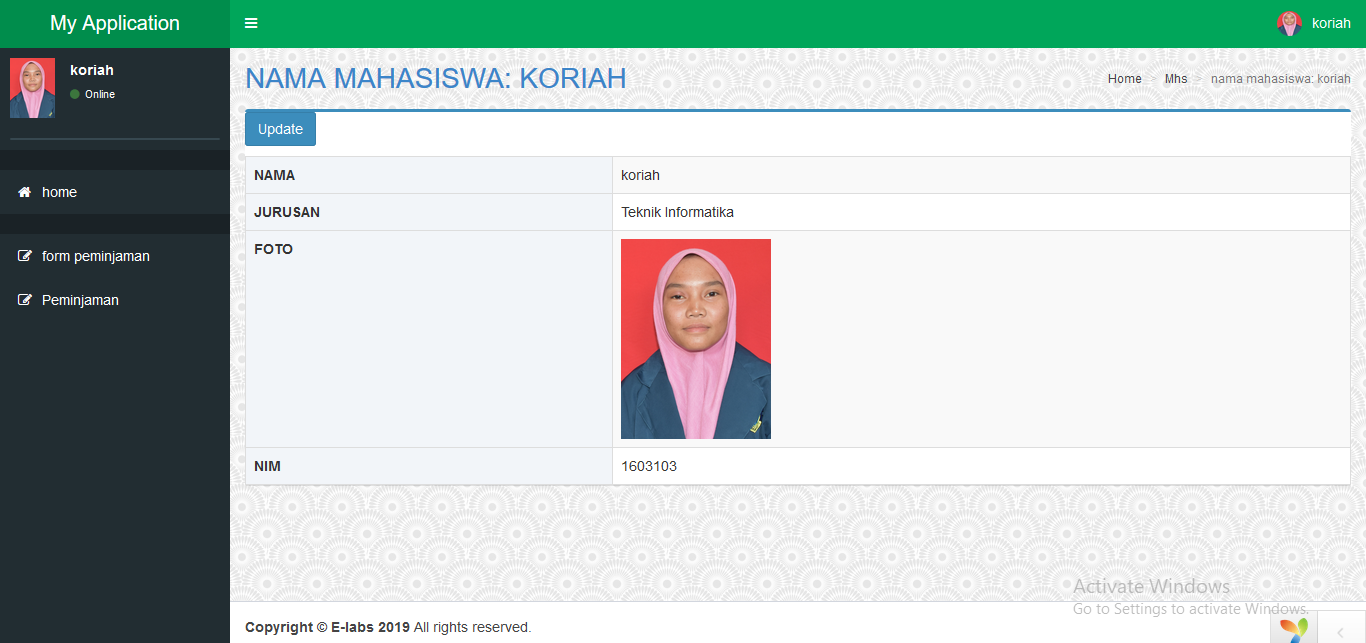 My Application
koriah
koriah
Online
home
form peminjaman
Peminjaman
NAMA MAHASISWA: KORIAH
Home > Mhs > nama mahasiswa: koriah
Update
NAMA koriah
JURUSAN Teknik Informatika
FOTO
NIM 1603103
Activate Windows
Go to Settings to activate Windows.
Copyright © E-labs 2019 All rights reserved.